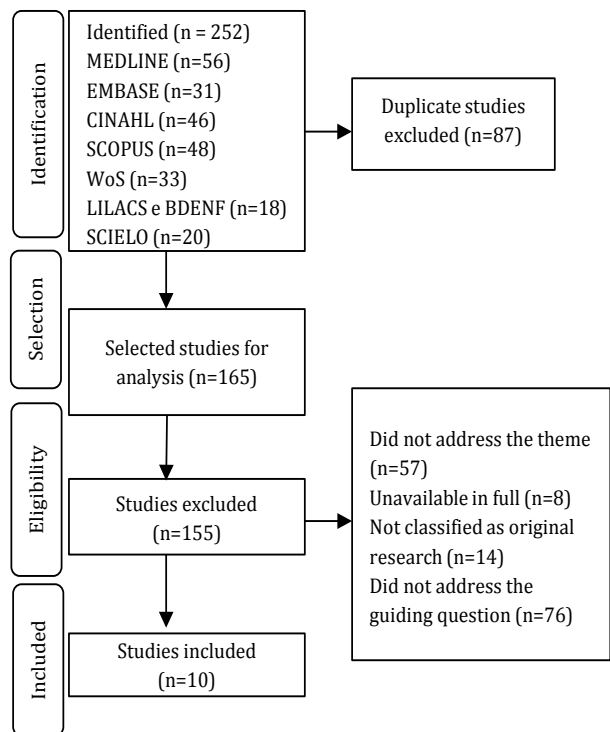 Identification
Identified (n = 252)
MEDLINE (n=56)
EMBASE (n=31)
CINAHL (n=46)
SCOPUS (n=48)
WoS (n=33)
LILACS e BDENF (n=18)
SCIELO (n=20)
Duplicate studies
excluded (n=87)
Selection
Selected studies for
analysis (n=165)
Eligibility
Studies excluded
(n=155)
Did not address the theme
(n=57)
Unavailable in full (n=8)
Not classified as original
research (n=14)
Did not address the
guiding question (n=76)
Included
Studies included
(n=10)